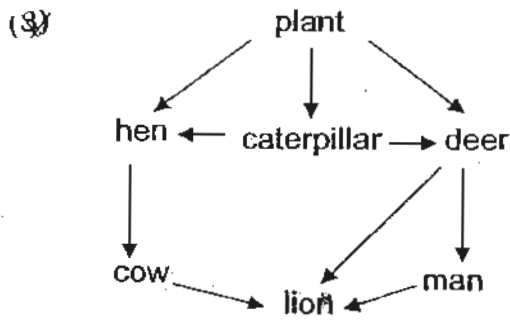 (3) plant
hen caterpillar deer
cow man
lion